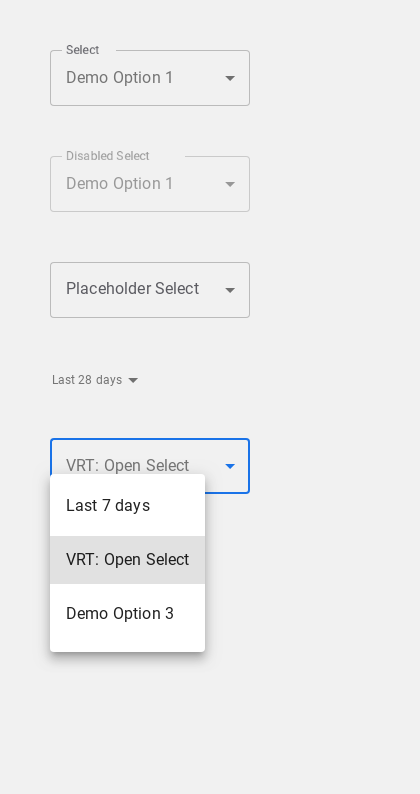 Select
Demo Option 1
Disabled Select
Demo Option 1
Placeholder Select
Last 28 days
VRT: Open Select
Last 7 days
VRT: Open Select
Demo Option 3